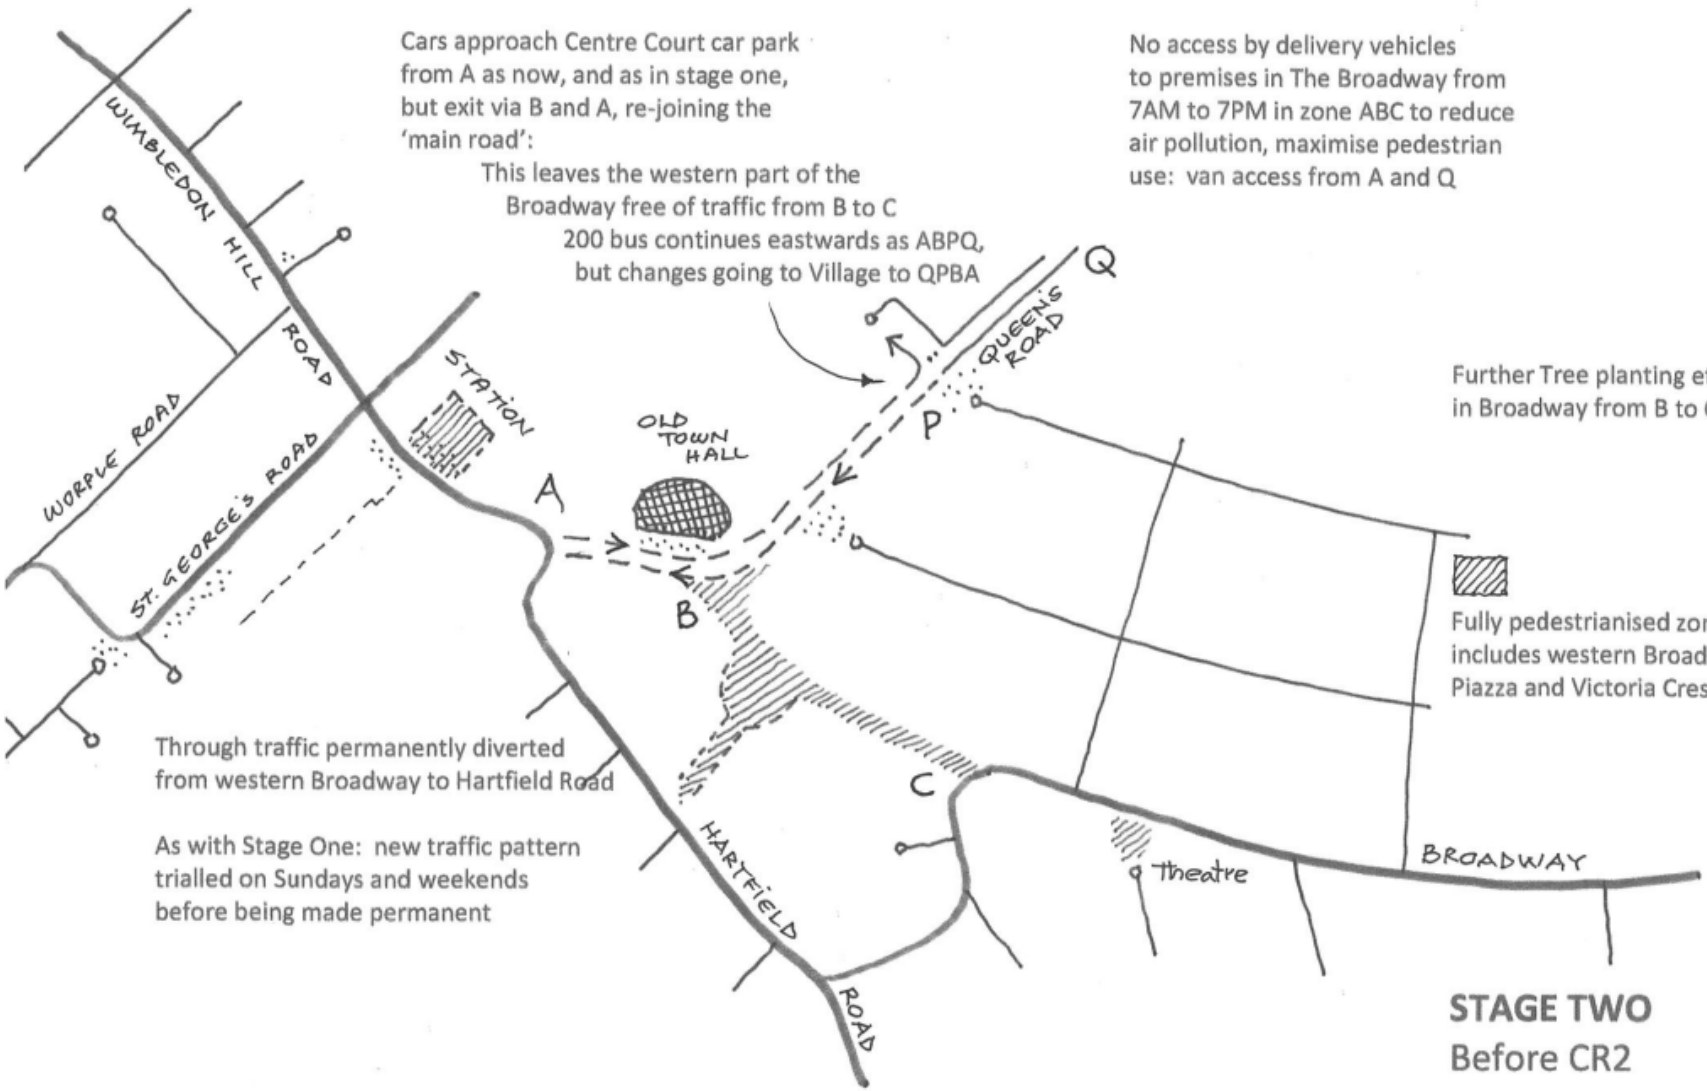 Cars approach Centre Court car park
from A as now, and as in stage one,
but exit via B and A, re-joining the
'main road':
This leaves the western part of the
Broadway free of traffic from B to C
200 bus continues eastwards as ABPQ,
but changes going to Village to QPBA
No access by delivery vehicles
to premises in The Broadway from
7AM to 7PM in zone ABC to reduce
air pollution, maximise pedestrian
use: van access from A and Q
WIMBLEDON
HILL
ROAD
WORPLE ROAD
ST. GEORGE'S ROAD
STATION
OLD
TOWN
HALL
QUEEN'S
ROAD
Q
P
A
B
C
Further Tree planting
in Broadway from B to
Fully pedestrianised
includes western
Piazza and Victoria
Through traffic permanently diverted
from western Broadway to Hartfield Road
As with Stage One: new traffic pattern
trialled on Sundays and weekends
before being made permanent
HARTFIELD
ROAD
Theatre
BROADWAY
STAGE TWO
Before CR2